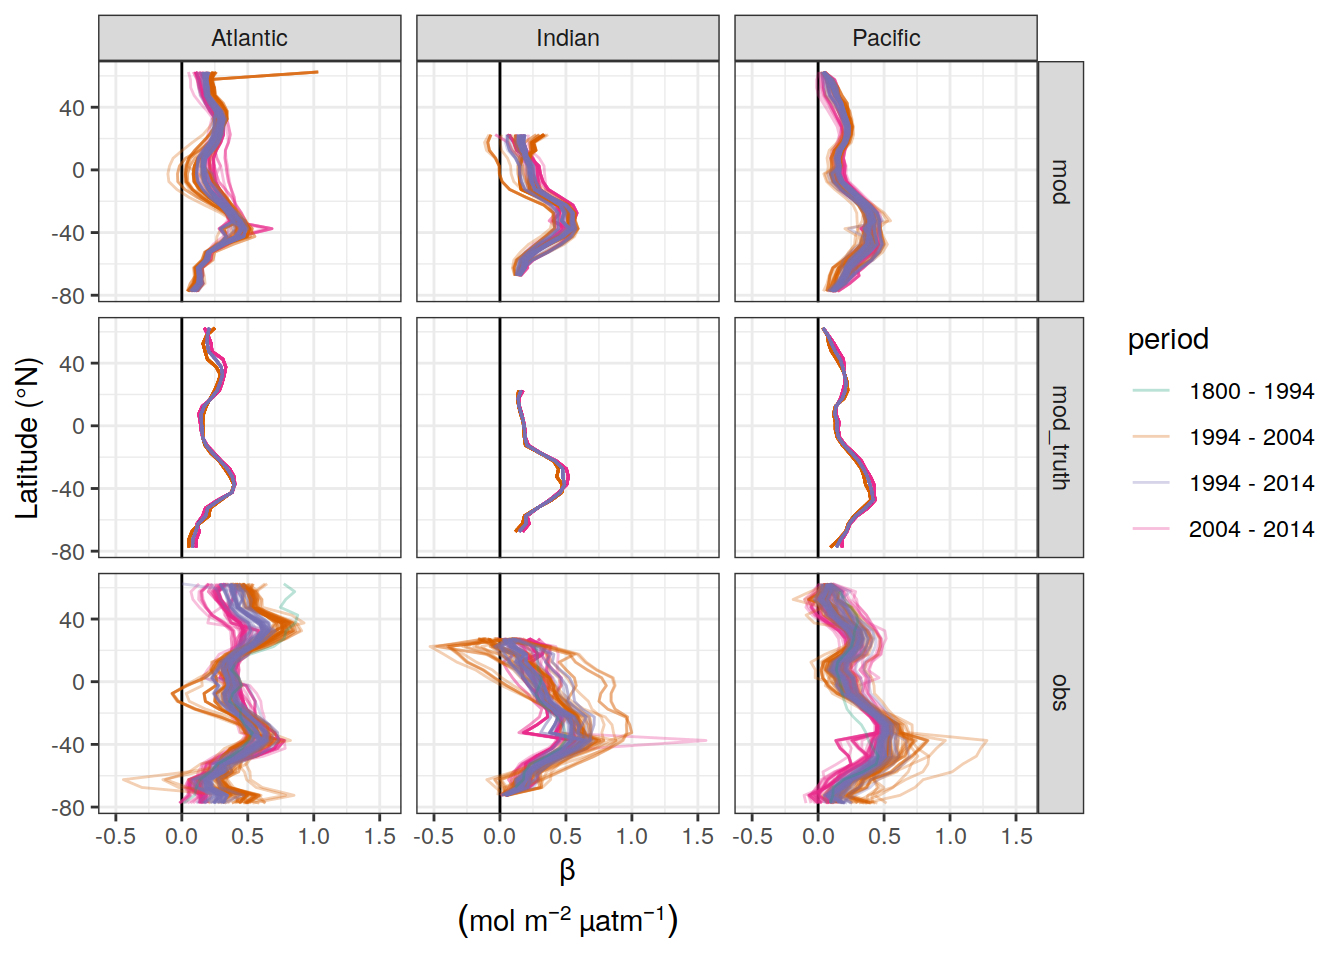 Atlantic Indian Pacific
40
0
-40
-80
mod
40
0
-40
-80
mod_truth
40
0
-40
-80
obs
-0.5 0.0 0.5 1.0 1.5 -0.5 0.0 0.5 1.0 1.5 -0.5 0.0 0.5 1.0 1.5
Latitude (°N)
β
(mol m⁻² µatm⁻¹)
period
1800 - 1994
1994 - 2004
1994 - 2014
2004 - 2014